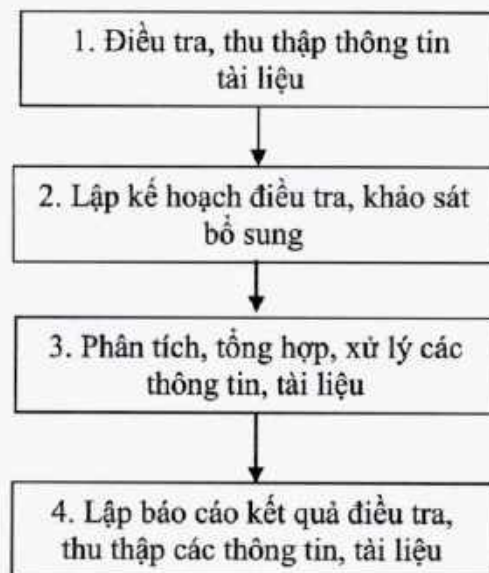 1. Điều tra, thu thập thông tin
tài liệu
2. Lập kế hoạch điều tra, khảo sát
bổ sung
3. Phân tích, tổng hợp, xử lý các
thông tin, tài liệu
4. Lập báo cáo kết quả điều tra,
thu thập các thông tin, tài liệu